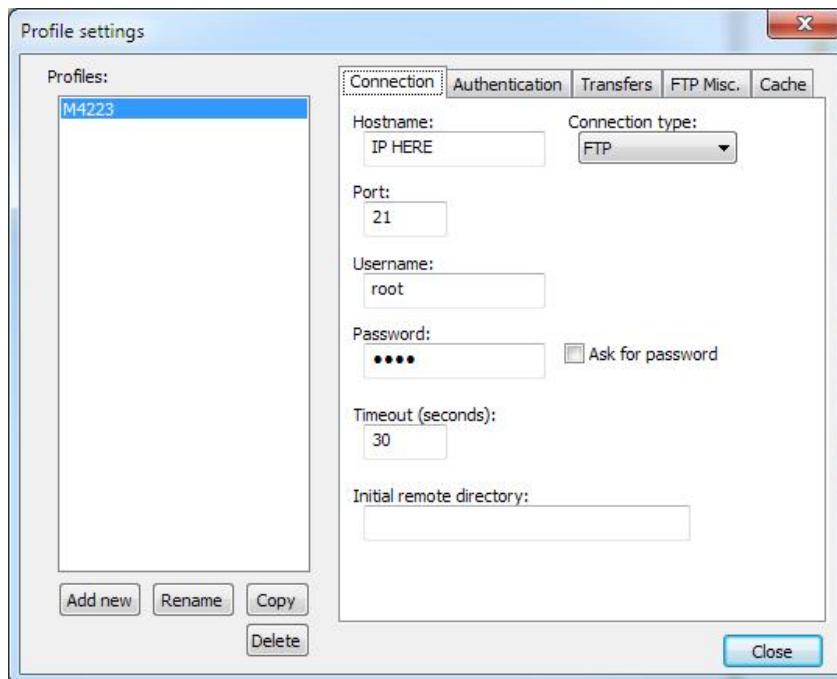 Profile settings
Profiles:
M4223
Connection Authentication Transfers FTP Misc. Cache
Hostname: Connection type:
IP HERE FTP
Port:
21
Username:
root
Password:
•••• Ask for password
Timeout (seconds):
30
Initial remote directory:
Add new Rename Copy
Delete
Close